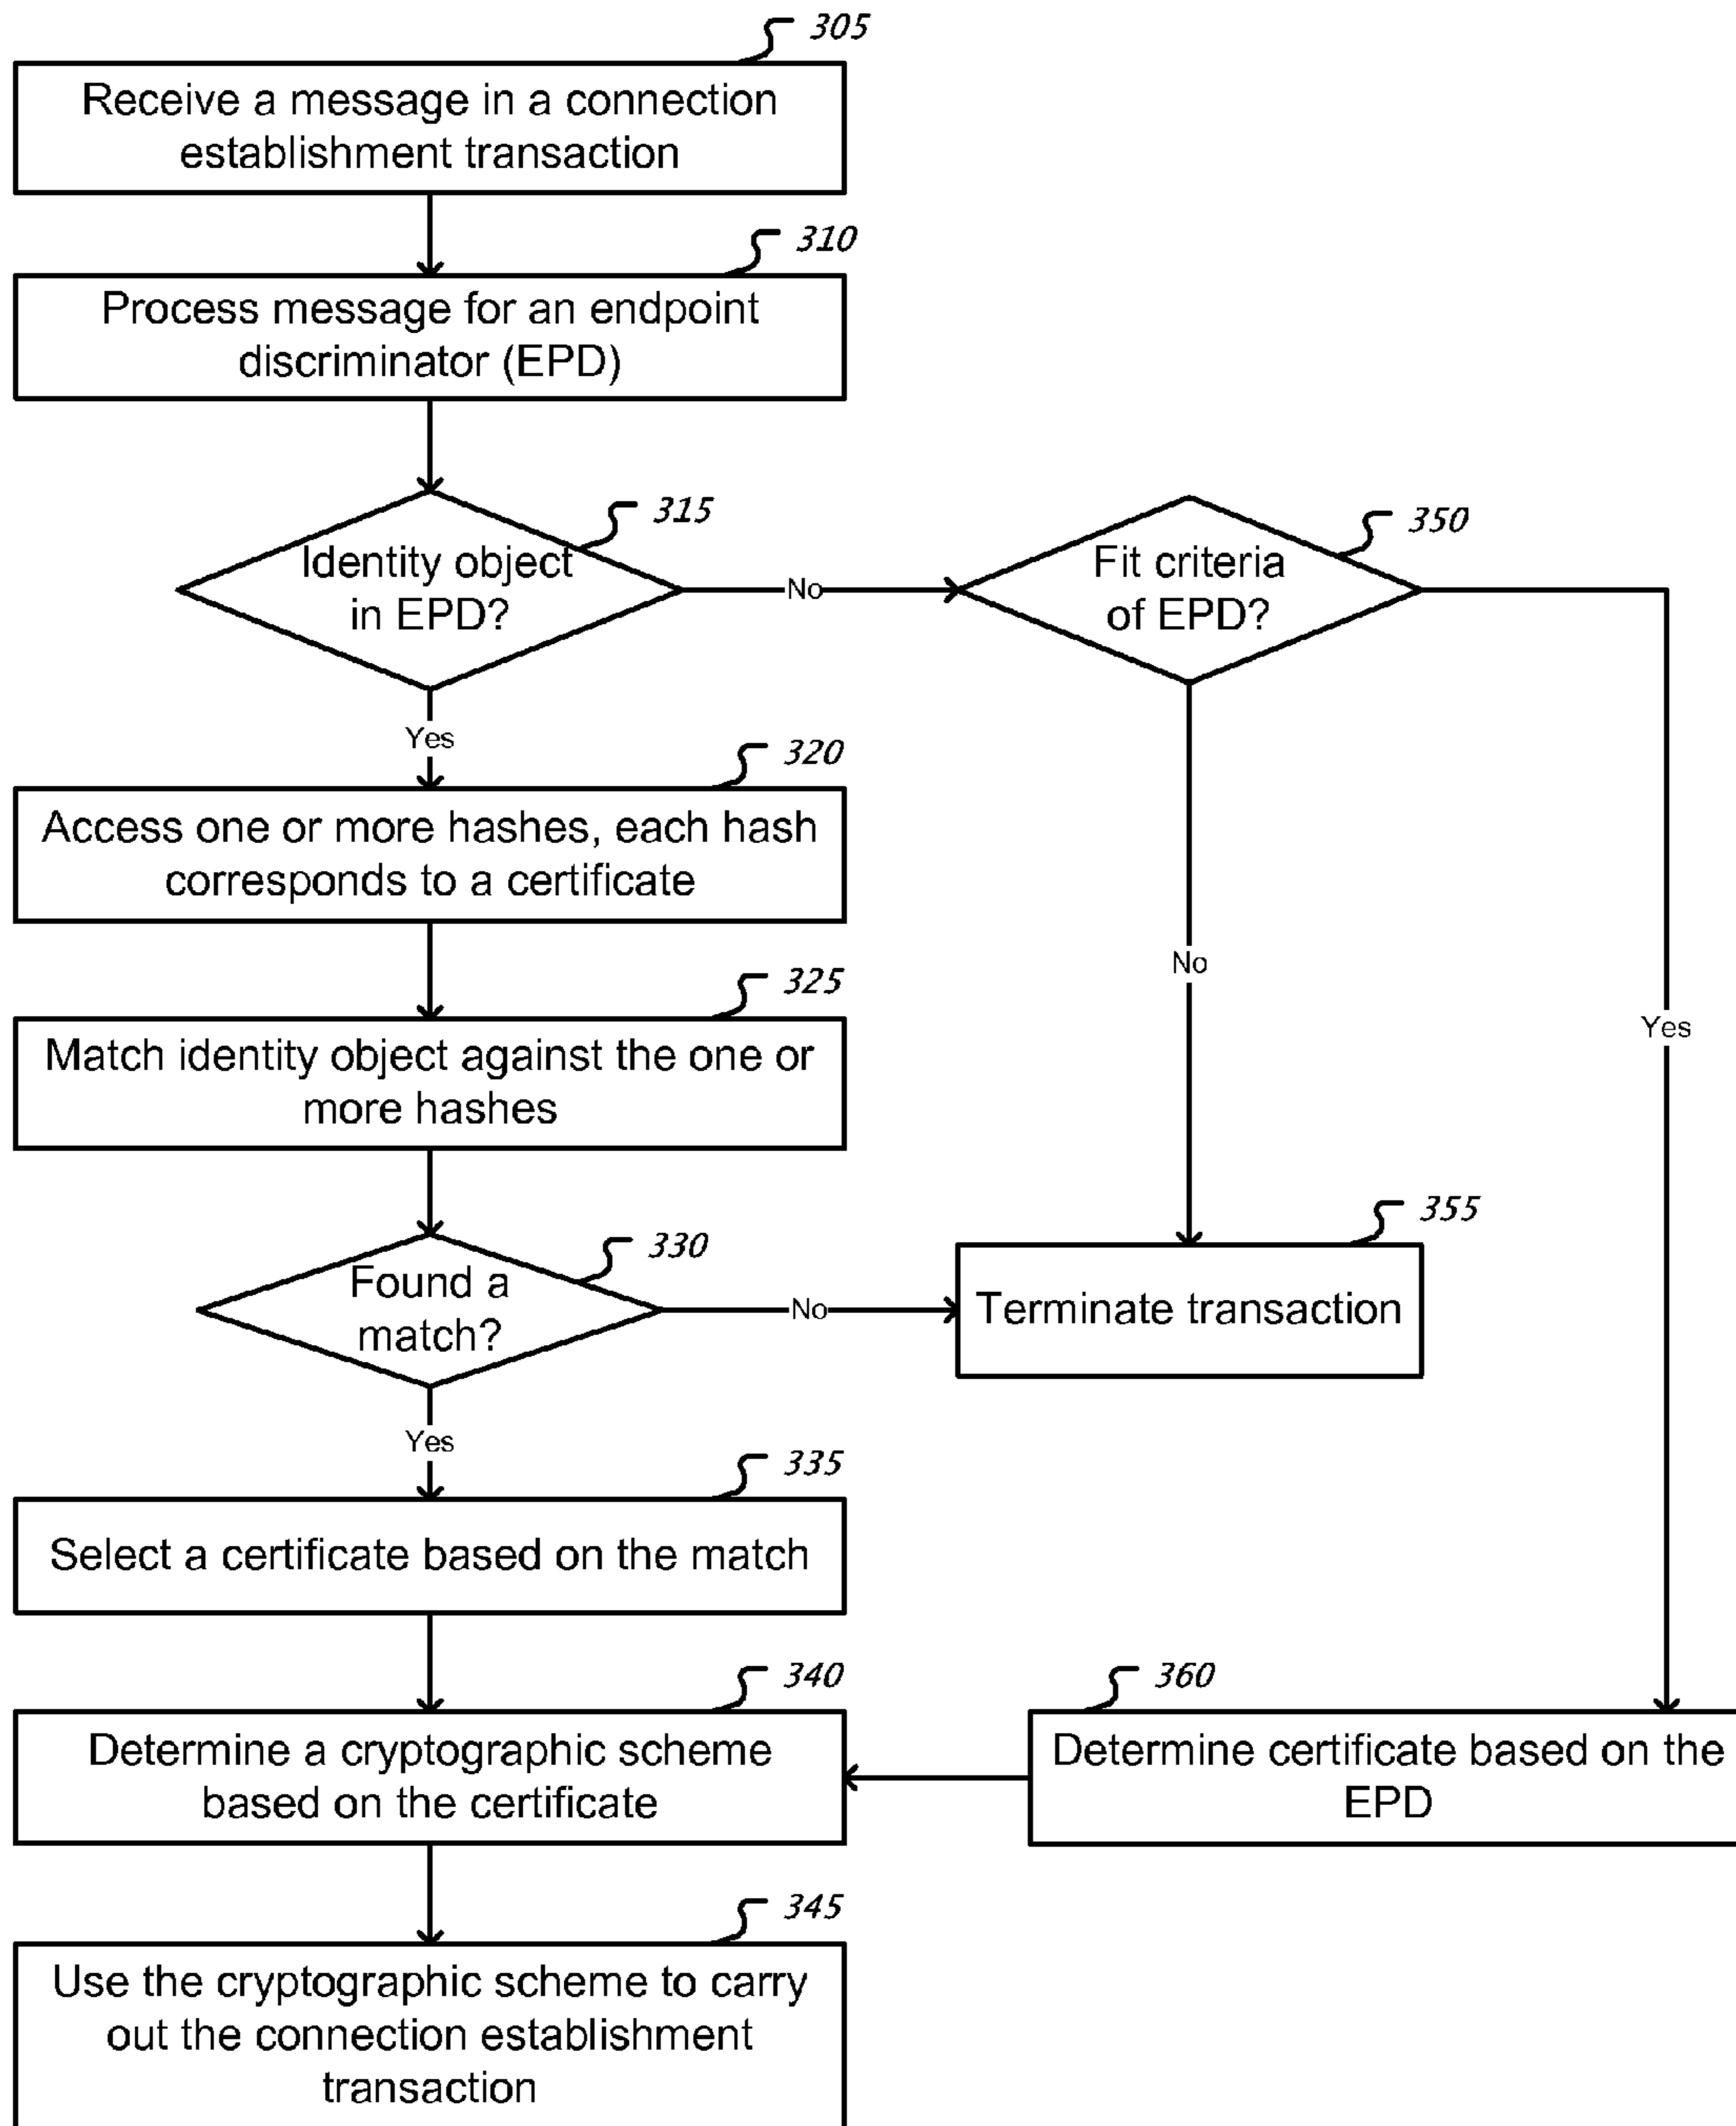 305
Receive a message in a connection
establishment transaction
310
Process message for an endpoint
discriminator (EPD)
315
Identity object
in EPD?
No
350
Fit criteria
of EPD?
Yes
320
Access one or more hashes, each hash
corresponds to a certificate
No
Yes
325
Match identity object against the one or
more hashes
330
Found a
match?
No
355
Terminate transaction
Yes
335
Select a certificate based on the match
340
Determine a cryptographic scheme
based on the certificate
360
Determine certificate based on the
EPD
345
Use the cryptographic scheme to carry
out the connection establishment
transaction